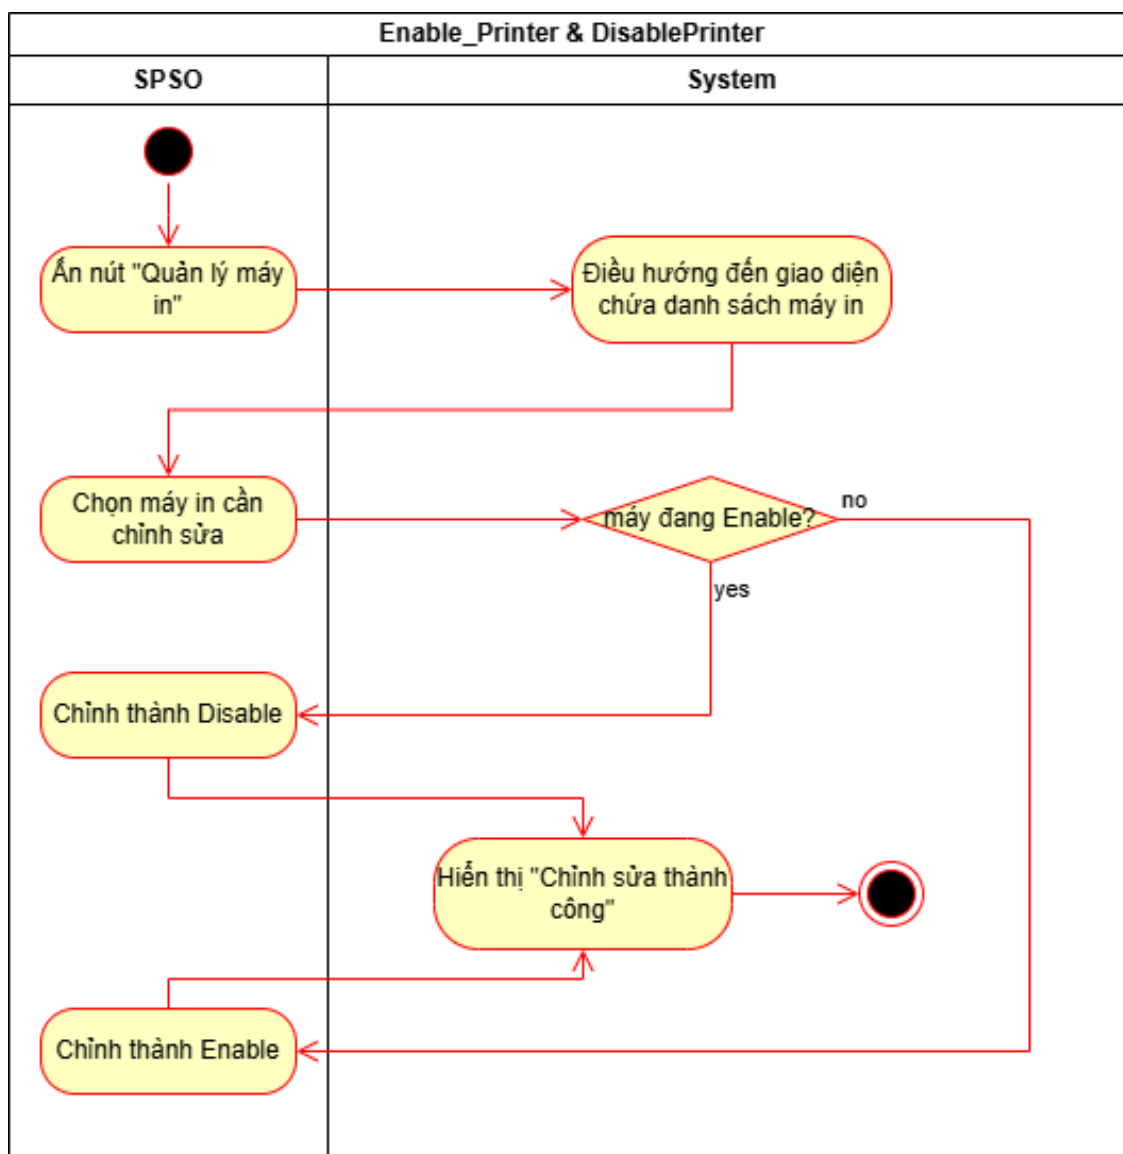 Enable_Printer & DisablePrinter
SPSO
System
Ấn nút "Quản lý máy
in"
Điều hướng đến giao diện
chứa danh sách máy in
Chọn máy in cần
chỉnh sửa
máy đang Enable?
no
yes
Chỉnh thành Disable
Hiển thị "Chỉnh sửa thành
công"
Chỉnh thành Enable